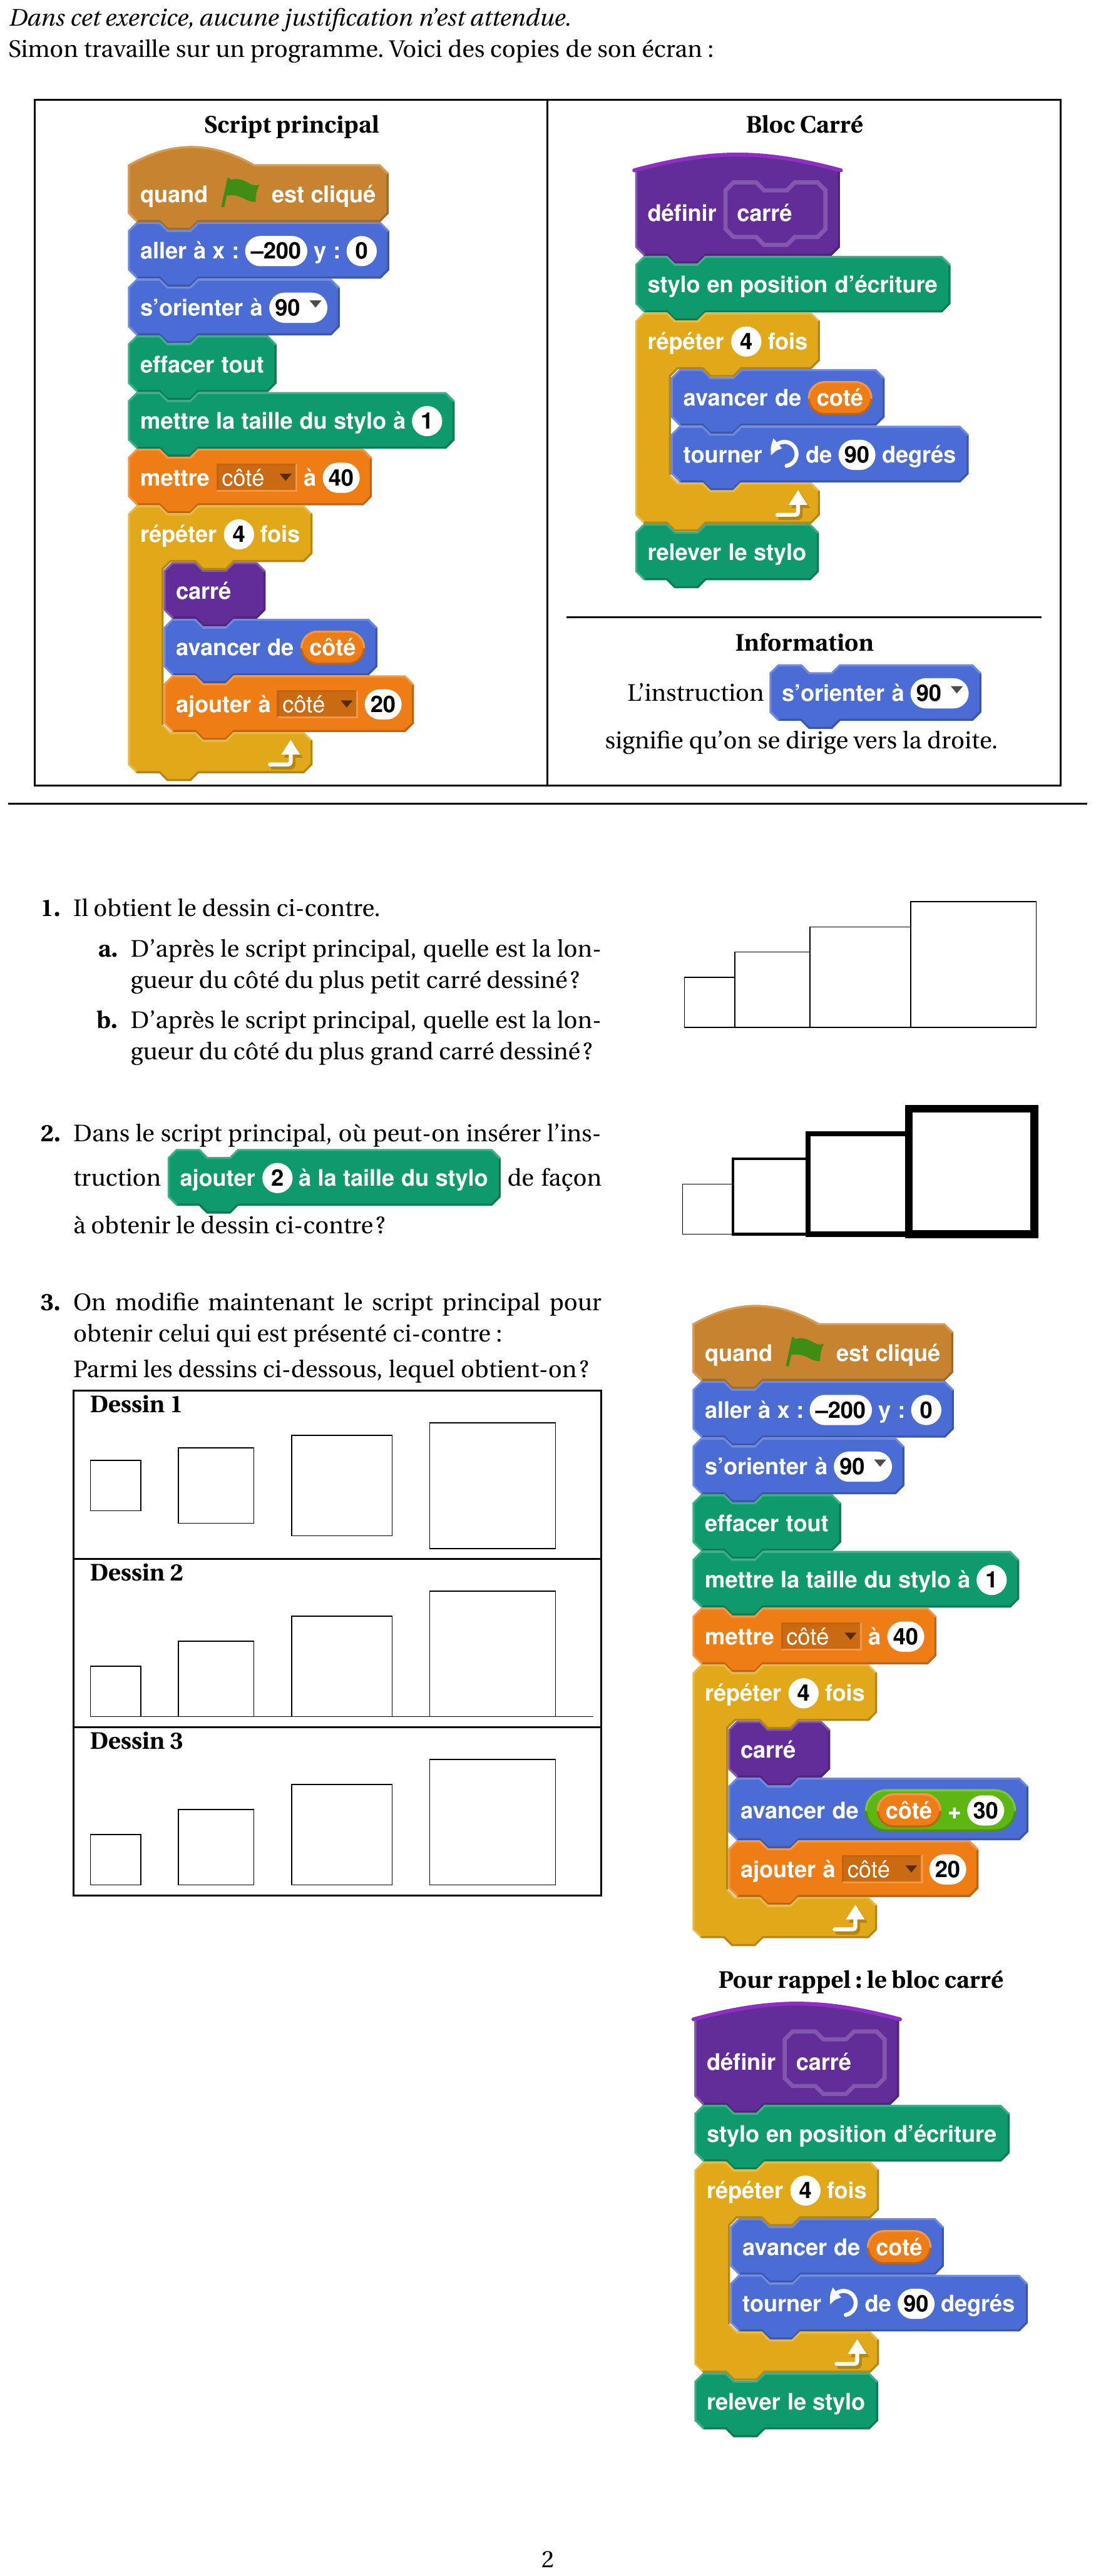 Dans cet exercice, aucune justification n'est attendue.
Simon travaille sur un programme. Voici des copies de son écran :
Script principal
quand est cliqué
aller à x : –200 y : 0
s'orienter à 90
effacer tout
mettre la taille du stylo à 1
mettre côté à 40
répéter 4 fois
carré
avancer de côté
ajouter à côté 20
Bloc Carré
définir carré
stylo en position d'écriture
répéter 4 fois
avancer de coté
tourner de 90 degrés
relever le stylo
Information
L'instruction s'orienter à 90
signifie qu'on se dirige vers la droite.
1. Il obtient le dessin ci-contre.
a. D'après le script principal, quelle est la lon-
gueur du côté du plus petit carré dessiné ?
b. D'après le script principal, quelle est la lon-
gueur du côté du plus grand carré dessiné ?
2. Dans le script principal, où peut-on insérer l'ins-
truction ajouter 2 à la taille du stylo de façon
à obtenir le dessin ci-contre ?
3. On modifie maintenant le script principal pour
obtenir celui qui est présenté ci-contre :
Parmi les dessins ci-dessous, lequel obtient-on ?
Dessin 1
Dessin 2
Dessin 3
quand est cliqué
aller à x : –200 y : 0
s'orienter à 90
effacer tout
mettre la taille du stylo à 1
mettre côté à 40
répéter 4 fois
carré
avancer de côté + 30
ajouter à côté 20
Pour rappel : le bloc carré
définir carré
stylo en position d'écriture
répéter 4 fois
avancer de coté
tourner de 90 degrés
relever le stylo
2